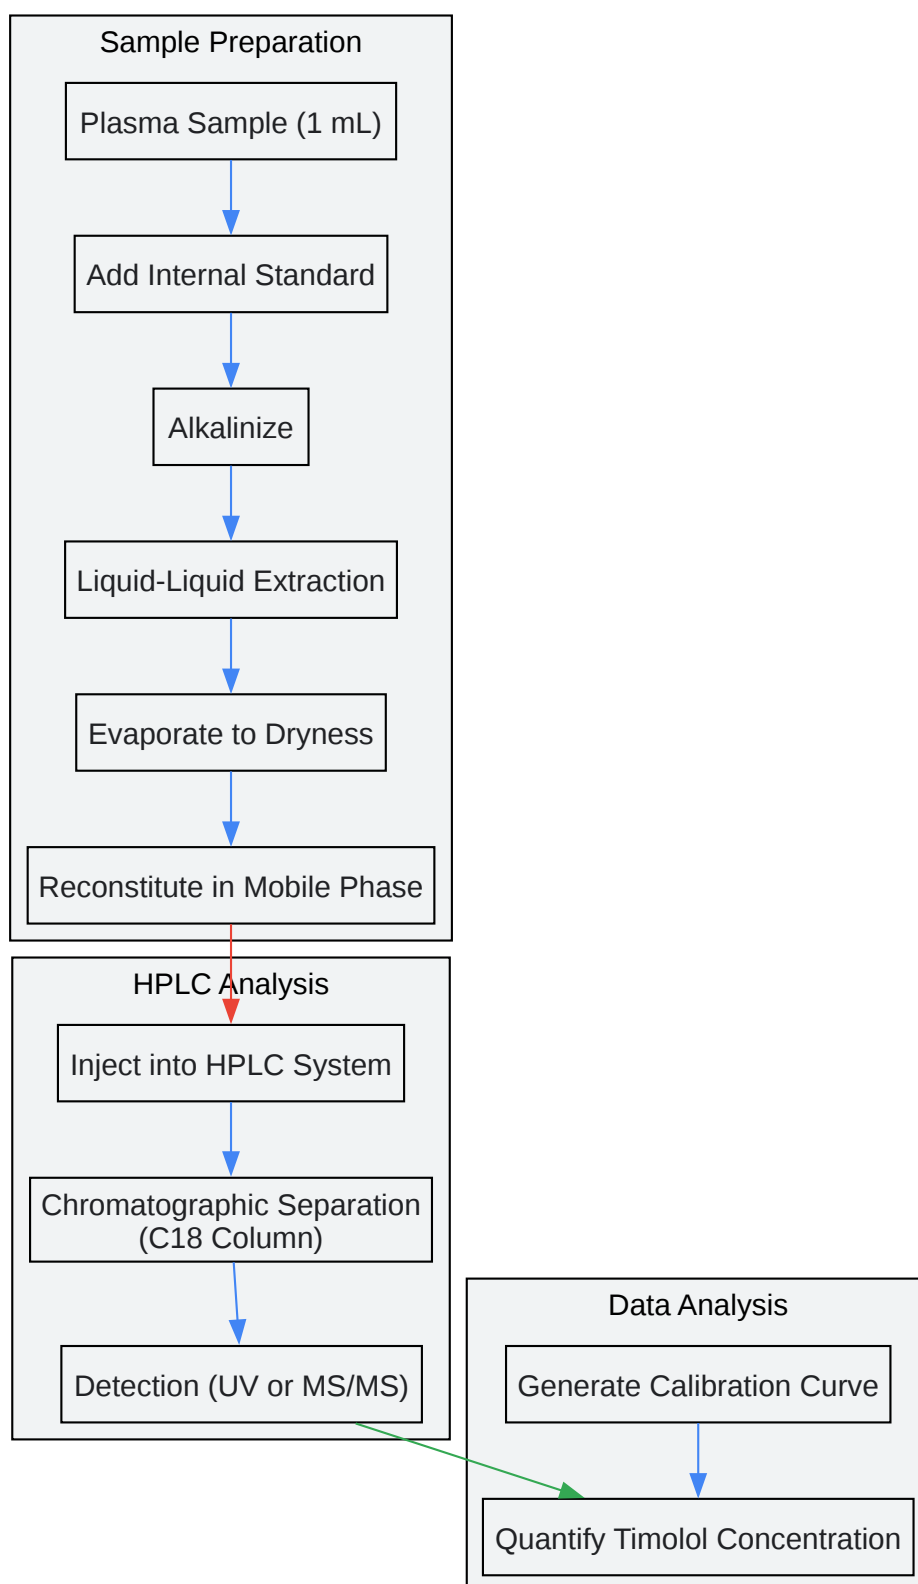 Sample Preparation
Plasma Sample (1 mL)
Add Internal Standard
Alkalinize
Liquid-Liquid Extraction
Evaporate to Dryness
Reconstitute in Mobile Phase
HPLC Analysis
Inject into HPLC System
Chromatographic Separation
(C18 Column)
Detection (UV or MS/MS)
Data Analysis
Generate Calibration Curve
Quantify Timolol Concentration